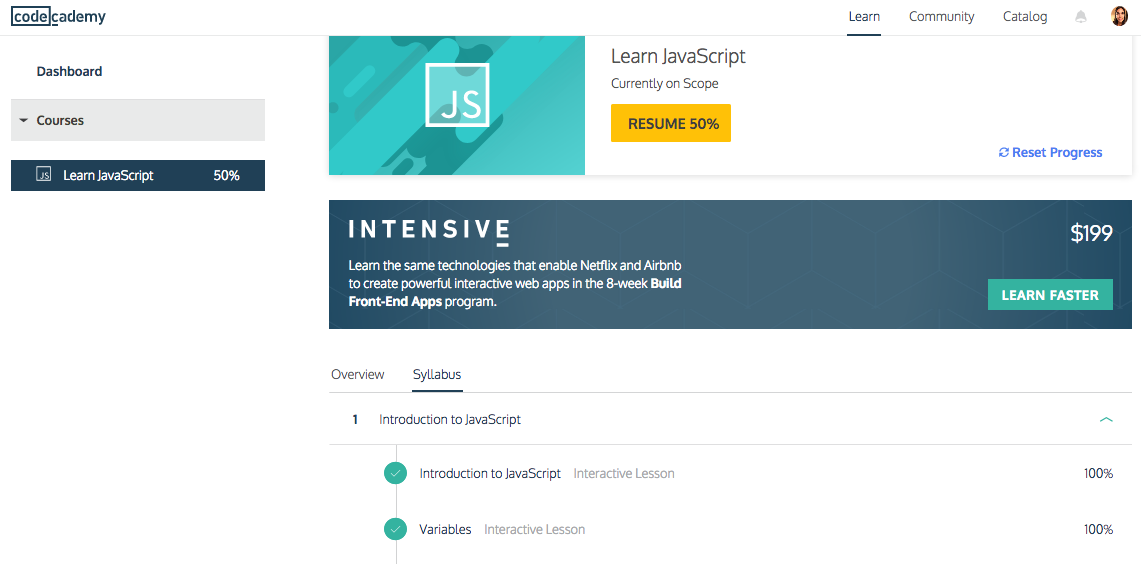 codecademy
Learn
Community
Catalog
Dashboard
Courses
JS
Learn JavaScript
50%
JS
Learn JavaScript
Currently on Scope
RESUME 50%
Reset Progress
INTENSIVE
$199
Learn the same technologies that enable Netflix and Airbnb
to create powerful interactive web apps in the 8-week Build
Front-End Apps program.
LEARN FASTER
Overview
Syllabus
1 Introduction to JavaScript
Introduction to JavaScript Interactive Lesson 100%
Variables Interactive Lesson 100%